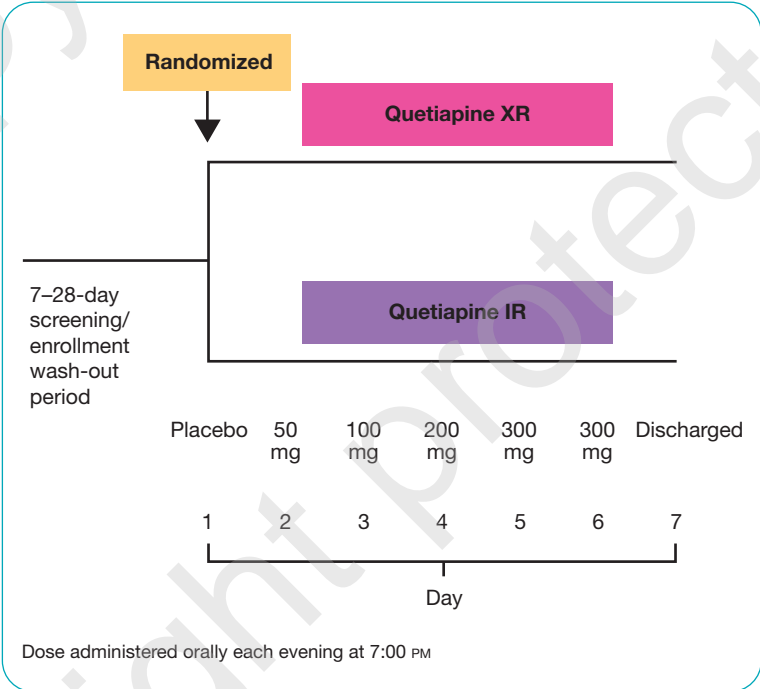 Randomized
Quetiapine XR
7–28-day
screening/
enrollment
wash-out
period
Quetiapine IR
Placebo 50 mg 100 mg 200 mg 300 mg 300 mg Discharged
1 2 3 4 5 6 7
Day
Dose administered orally each evening at 7:00 PM
right protect